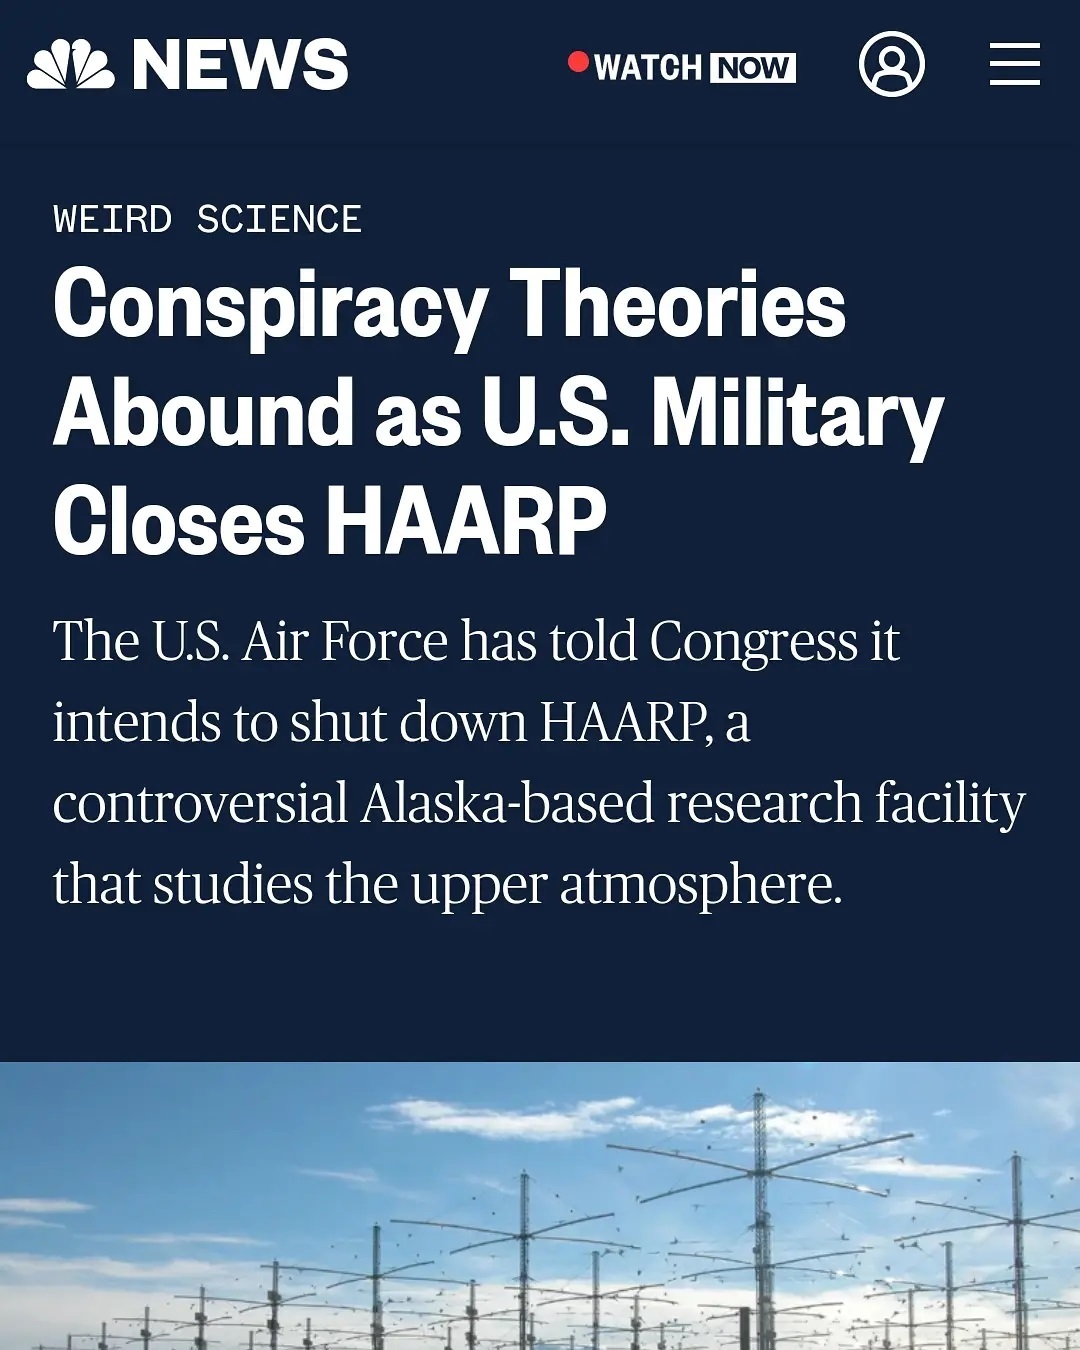 NEWS
WATCH NOW
WEIRD SCIENCE
Conspiracy Theories
Abound as U.S. Military
Closes HAARP
The U.S. Air Force has told Congress it
intends to shut down HAARP, a
controversial Alaska-based research facility
that studies the upper atmosphere.